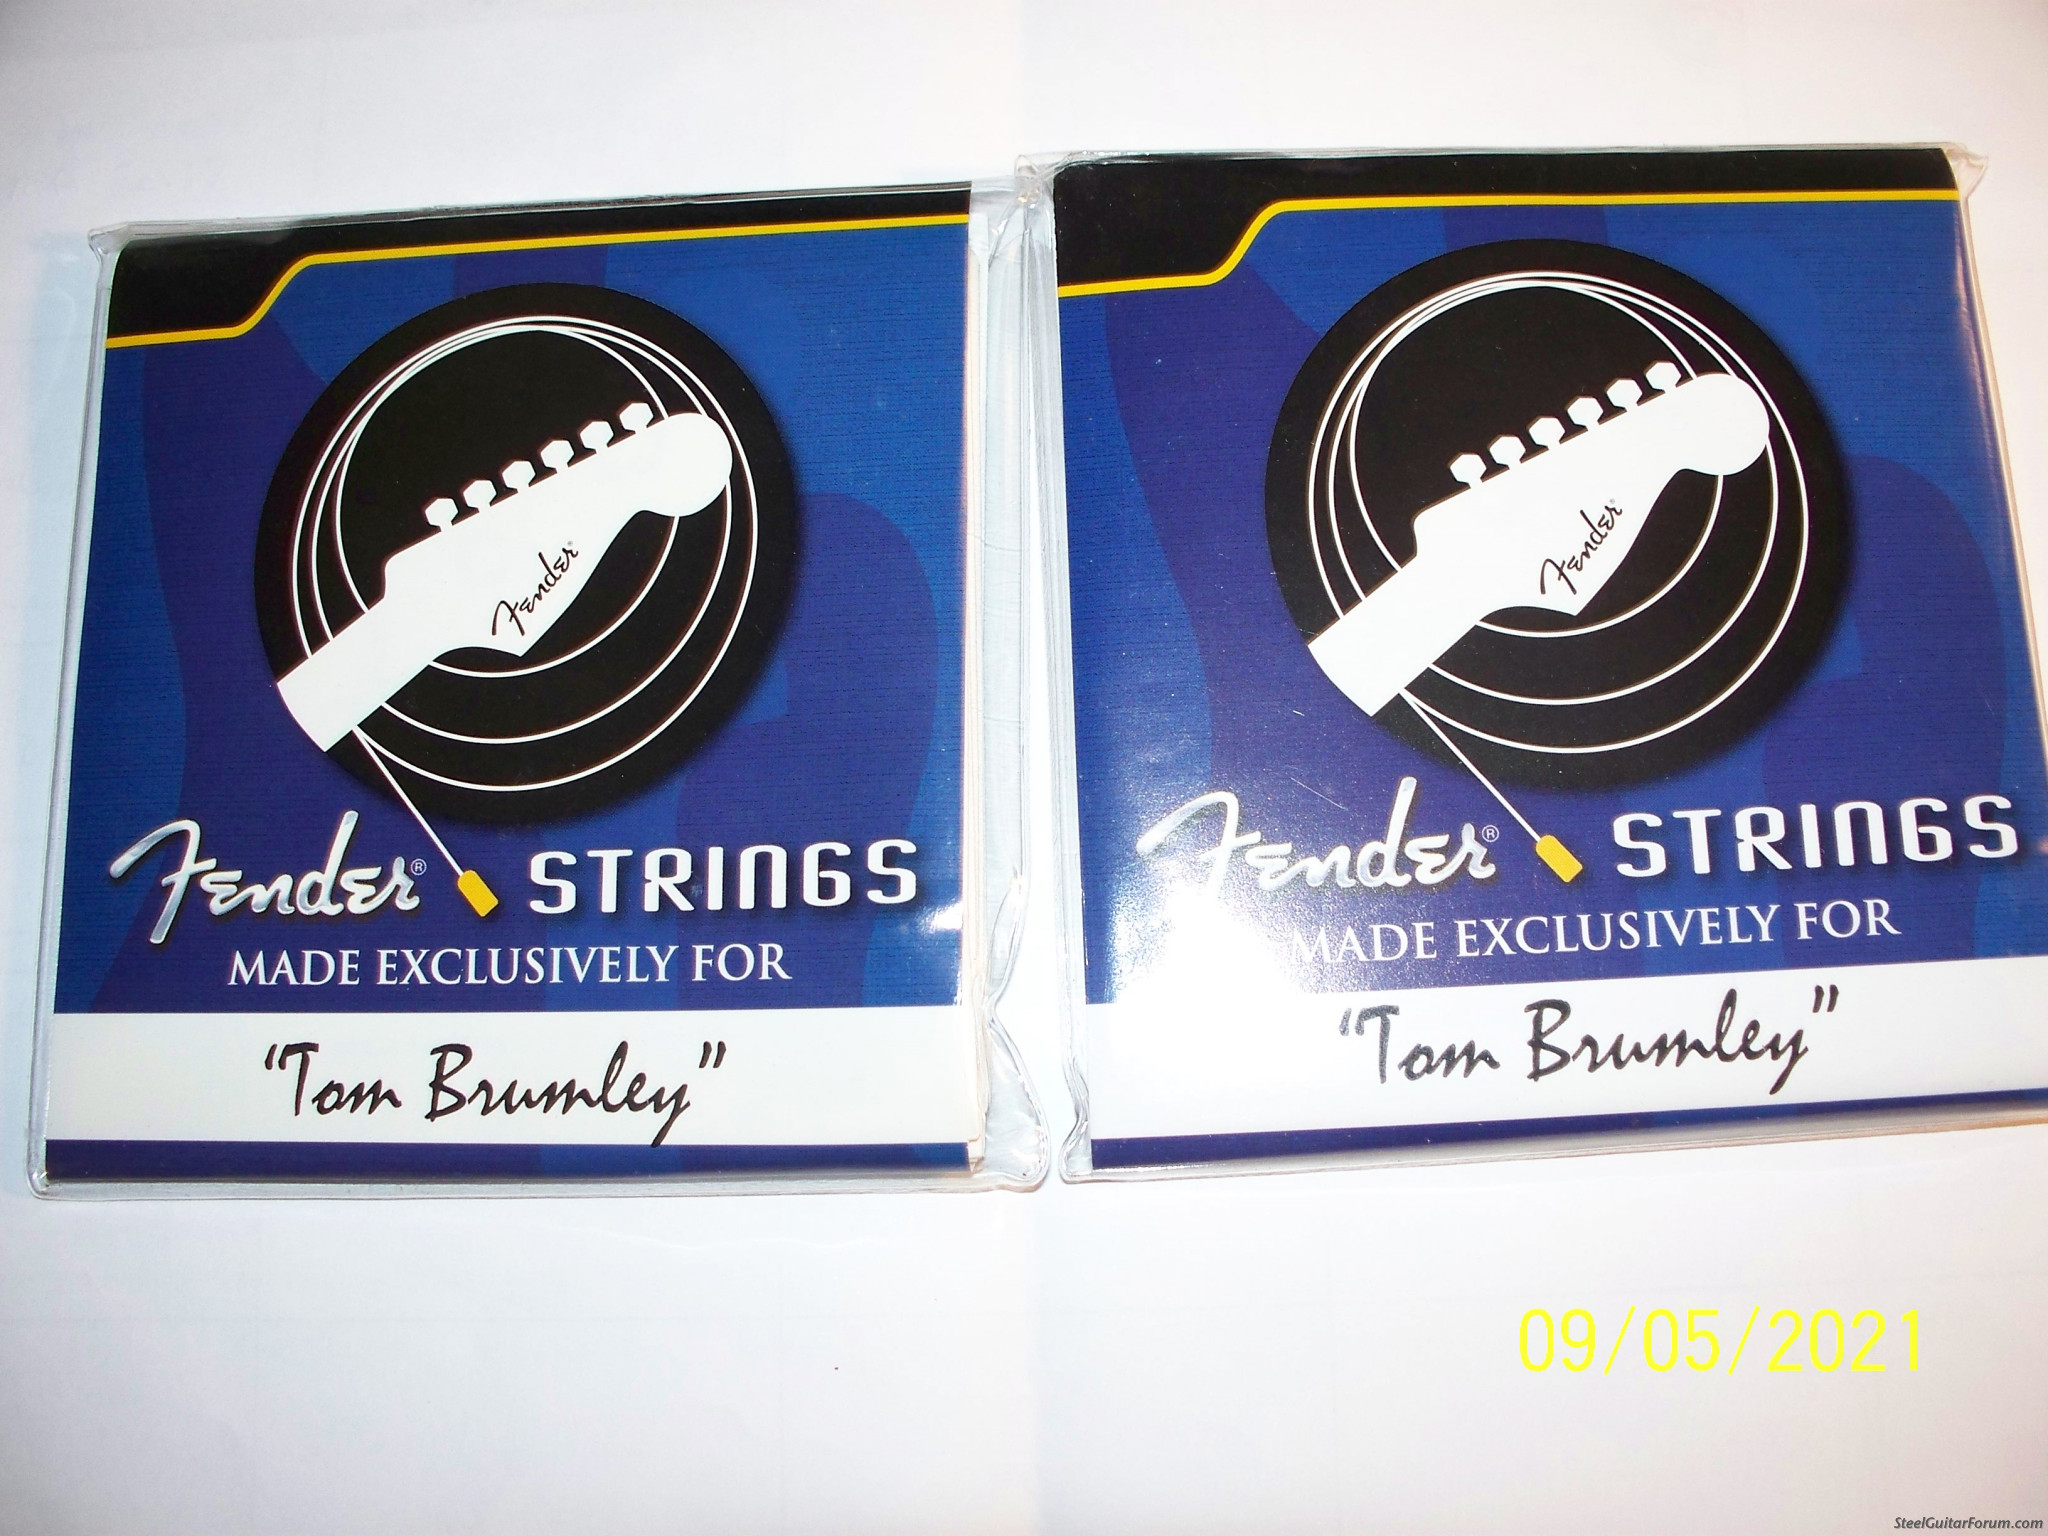 Fender
Fender® STRINGS
MADE EXCLUSIVELY FOR
"Tom Brumley"
Fender
Fender® STRINGS
MADE EXCLUSIVELY FOR
"Tom Brumley"
09/05/2021
SteelGuitarForum.com